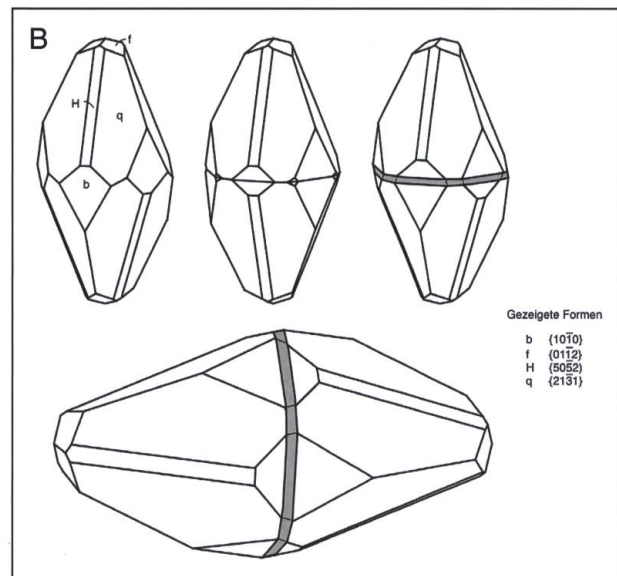 B
f
H
q
b
Gezeigete Formen
b {101̄0}
f {011̄2}
H {505̄2}
q {213̄1}